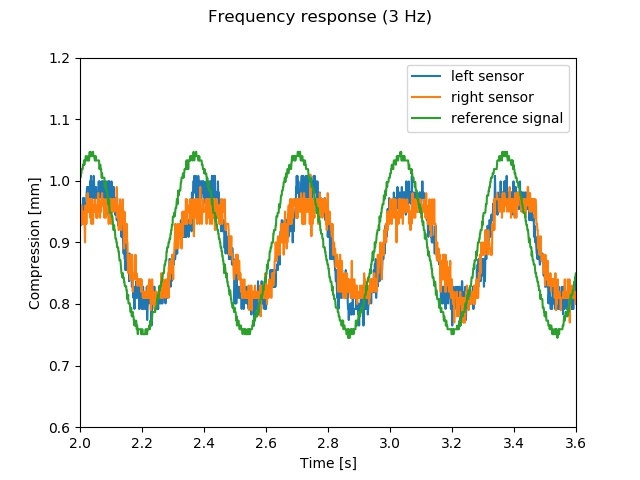 Frequency response (3 Hz)
1.2
1.1
1.0
0.9
0.8
0.7
0.6
Compression [mm]
left sensor
right sensor
reference signal
2.0 2.2 2.4 2.6 2.8 3.0 3.2 3.4 3.6
Time [s]